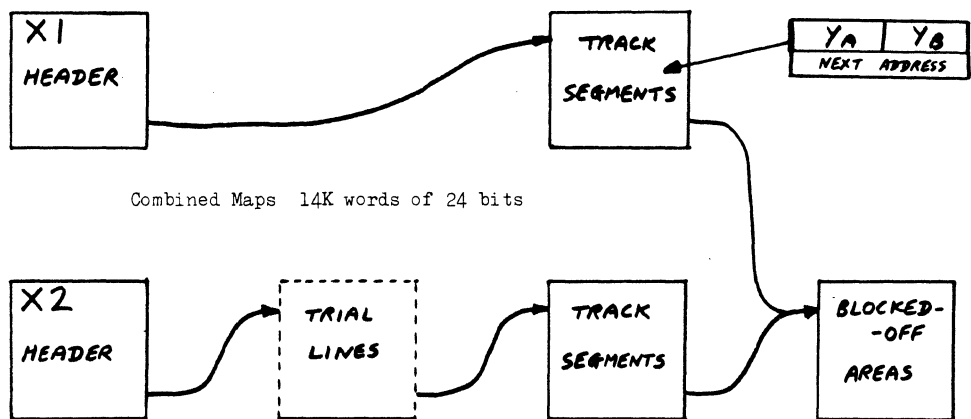 X1
HEADER
TRACK
SEGMENTS
YA YB
NEXT ADDRESS
Combined Maps 14K words of 24 bits
X2
HEADER
TRIAL
LINES
TRACK
SEGMENTS
BLOCKED-
-OFF
AREAS